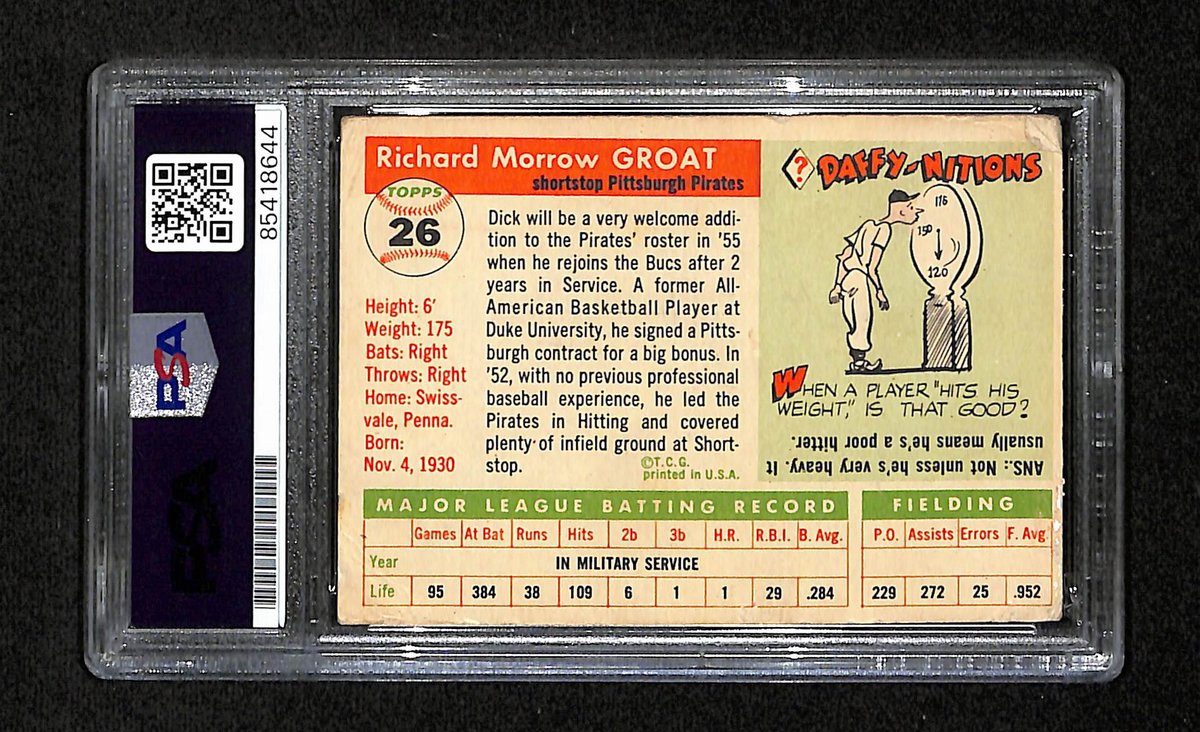 85418644
PSA
PSA
Richard Morrow GROAT
shortstop Pittsburgh Pirates
TOPPS
26
Height: 6'
Weight: 175
Bats: Right
Throws: Right
Home: Swiss-
vale, Penna.
Born:
Nov. 4, 1930
Dick will be a very welcome addi-
tion to the Pirates' roster in '55
when he rejoins the Bucs after 2
years in Service. A former All-
American Basketball Player at
Duke University, he signed a Pitts-
burgh contract for a big bonus. In
'52, with no previous professional
baseball experience, he led the
Pirates in Hitting and covered
plenty of infield ground at Short-
stop.
©T.C.G.
printed in U.S.A.
? DAFFY-NITIONS
176
150
120
WHEN A PLAYER "HITS HIS
WEIGHT," IS THAT GOOD?
ANS.: Not unless he's very heavy. It
usually means he's a poor hitter.
MAJOR LEAGUE BATTING RECORD
Games At Bat Runs Hits 2b 3b H.R. R.B.I. B. Avg.
Year IN MILITARY SERVICE
Life 95 384 38 109 6 1 1 29 .284
FIELDING
P.O. Assists Errors F. Avg.
229 272 25 .952